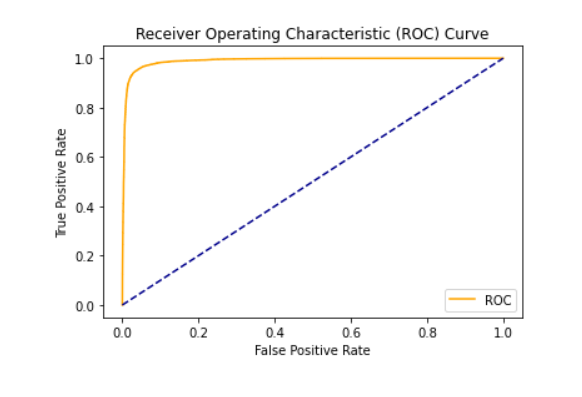 Receiver Operating Characteristic (ROC) Curve
1.0
0.8
0.6
0.4
0.2
0.0
True Positive Rate
ROC
0.0 0.2 0.4 0.6 0.8 1.0
False Positive Rate